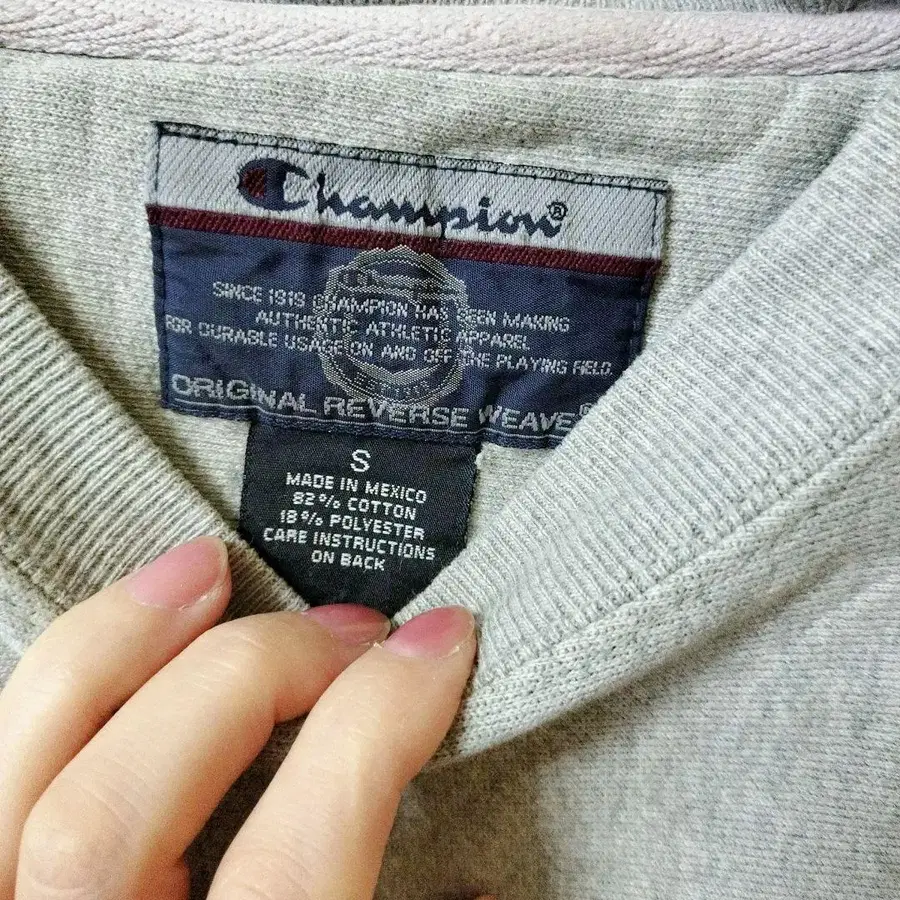 Champion®
SINCE 1919 CHAMPION HAS BEEN MAKING
AUTHENTIC ATHLETIC APPAREL
FOR DURABLE USAGE ON AND OFF THE PLAYING FIELD.
ORIGINAL REVERSE WEAVE®
S
MADE IN MEXICO
82% COTTON
18% POLYESTER
CARE INSTRUCTIONS
ON BACK